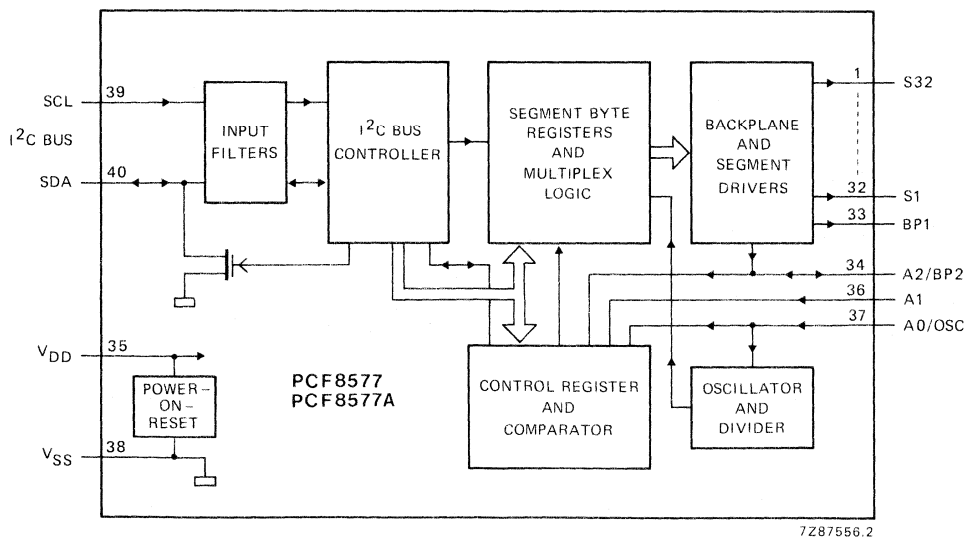 SCL
39
I²C BUS
SDA
40
INPUT
FILTERS
I²C BUS
CONTROLLER
SEGMENT BYTE
REGISTERS
AND
MULTIPLEX
LOGIC
BACKPLANE
AND
SEGMENT
DRIVERS
1
S32
32
S1
33
BP1
34
A2/BP2
36
A1
37
A0/OSC
VDD
35
POWER–
ON–
RESET
VSS
38
PCF8577
PCF8577A
CONTROL REGISTER
AND
COMPARATOR
OSCILLATOR
AND
DIVIDER
7Z87556.2